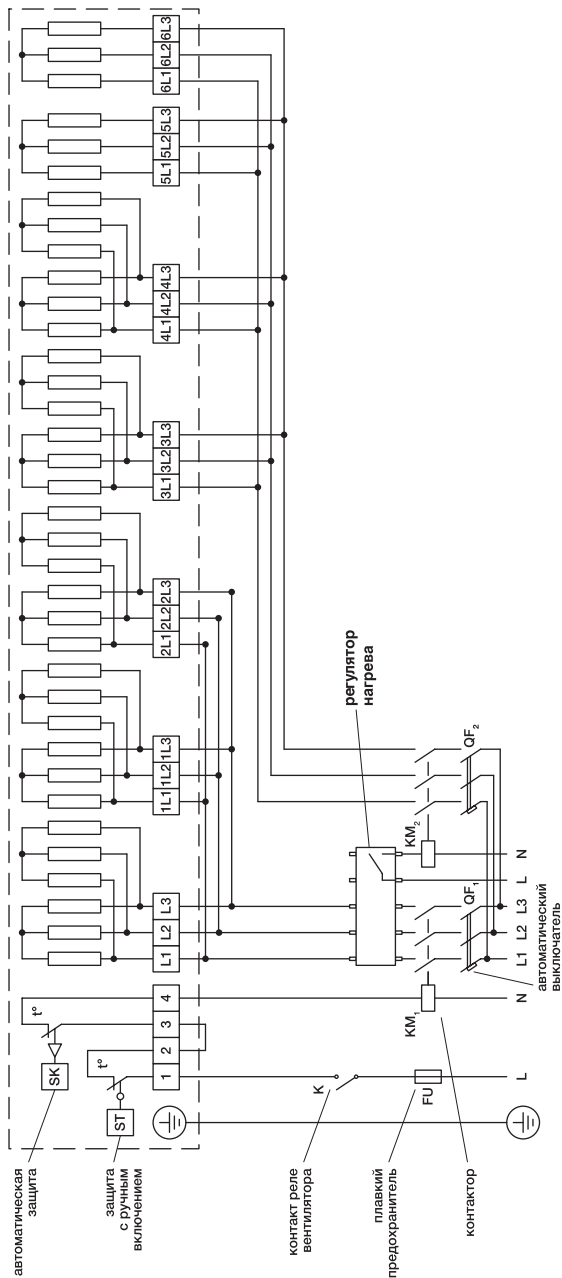 автоматическая
защита
защита
с ручным
включением
SK
ST
t°
t°
1
2
3
4
L1
L2
L3
1L1
1L2
1L3
2L1
2L2
2L3
3L1
3L2
3L3
4L1
4L2
4L3
5L1
5L2
5L3
6L1
6L2
6L3
контакт реле
вентилятора
K
плавкий
предохранитель
FU
контактор
KM1
регулятор
нагрева
KM2
QF1
QF2
автоматический
выключатель
L
N
L1
L2
L3
L
N